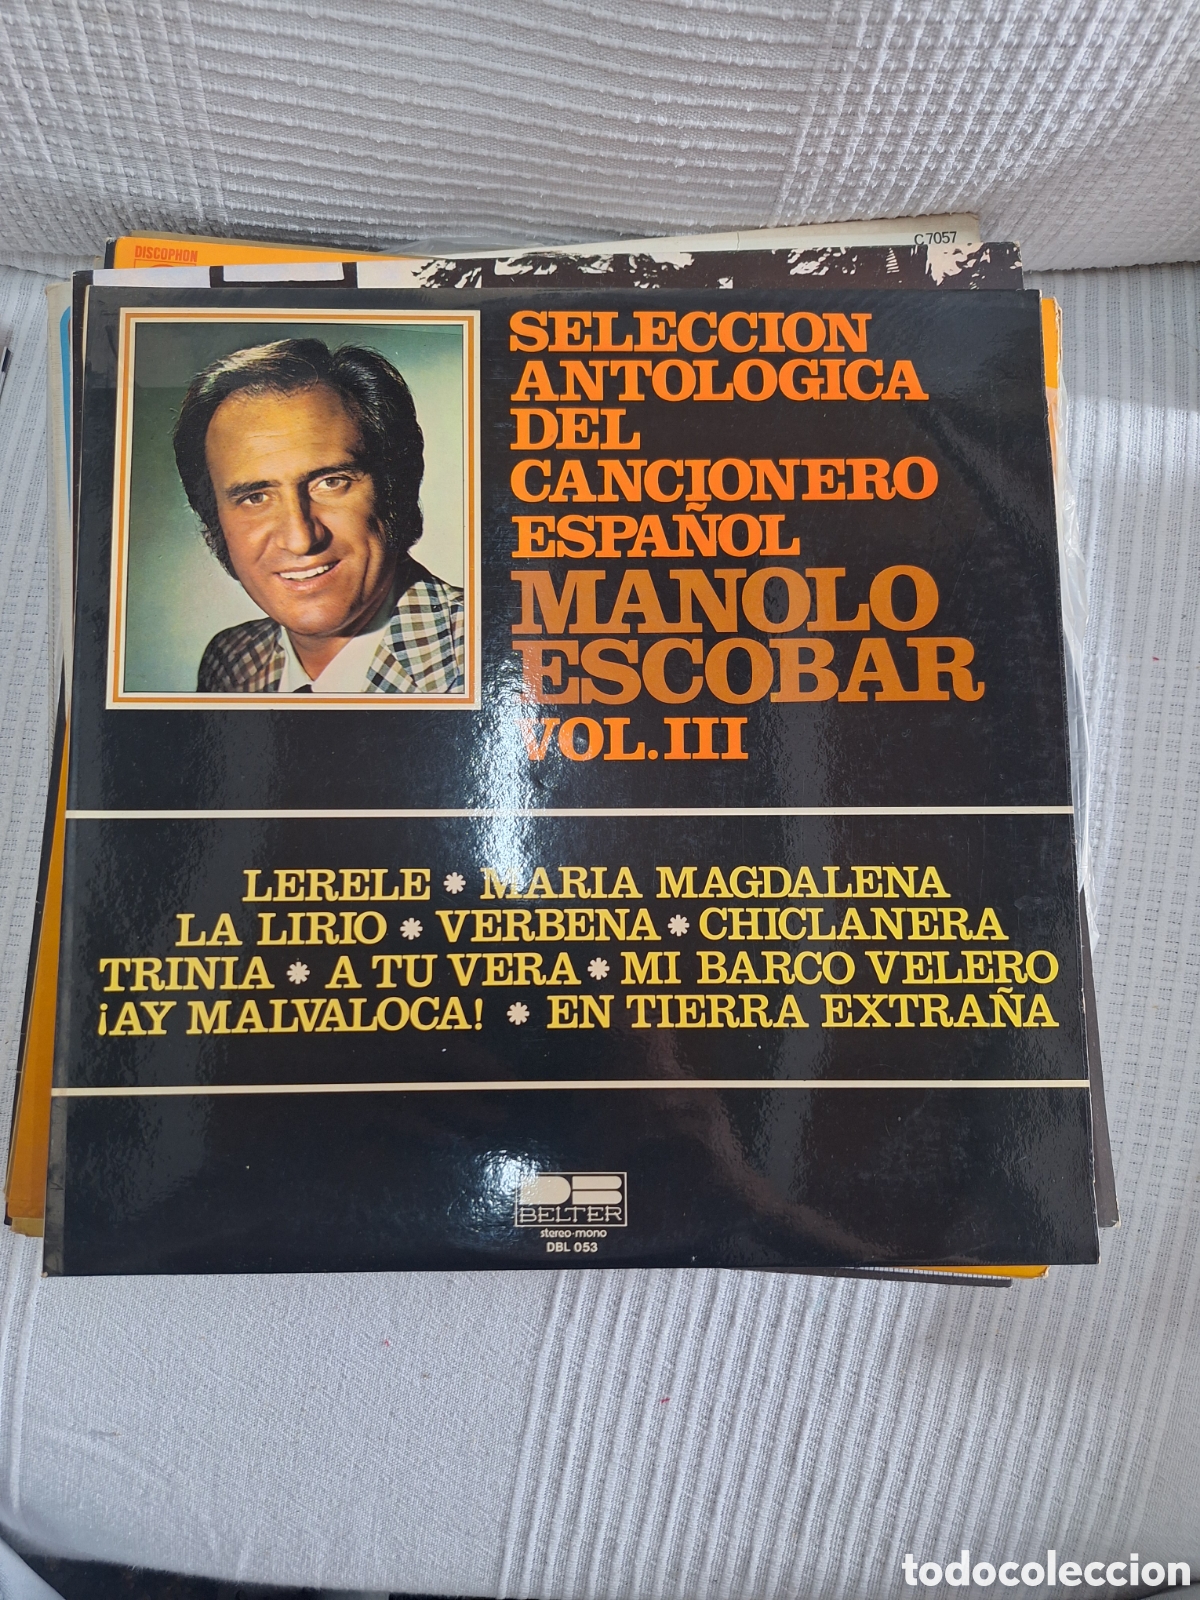 DISCOPHON
C 7057
SELECCION
ANTOLOGICA
DEL
CANCIONERO
ESPAÑOL
MANOLO
ESCOBAR
VOL. III
LERELE * MARIA MAGDALENA
LA LIRIO * VERBENA * CHICLANERA
TRINIA * A TU VERA * MI BARCO VELERO
¡AY MALVALOCA! * EN TIERRA EXTRAÑA
BELTER
stereo-mono
DBL 053
todocoleccion